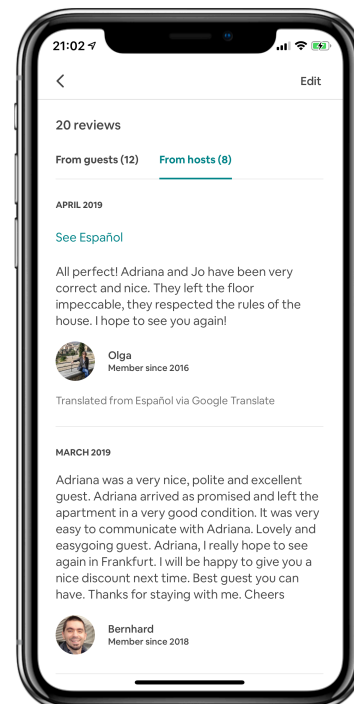 21:02
Edit
20 reviews
From guests (12) From hosts (8)
APRIL 2019
See Español
All perfect! Adriana and Jo have been very
correct and nice. They left the floor
impeccable, they respected the rules of the
house. I hope to see you again!
Olga
Member since 2016
Translated from Español via Google Translate
MARCH 2019
Adriana was a very nice, polite and excellent
guest. Adriana arrived as promised and left the
apartment in a very good condition. It was very
easy to communicate with Adriana. Lovely and
easygoing guest. Adriana, I really hope to see
again in Frankfurt. I will be happy to give you a
nice discount next time. Best guest you can
have. Thanks for staying with me. Cheers
Bernhard
Member since 2018